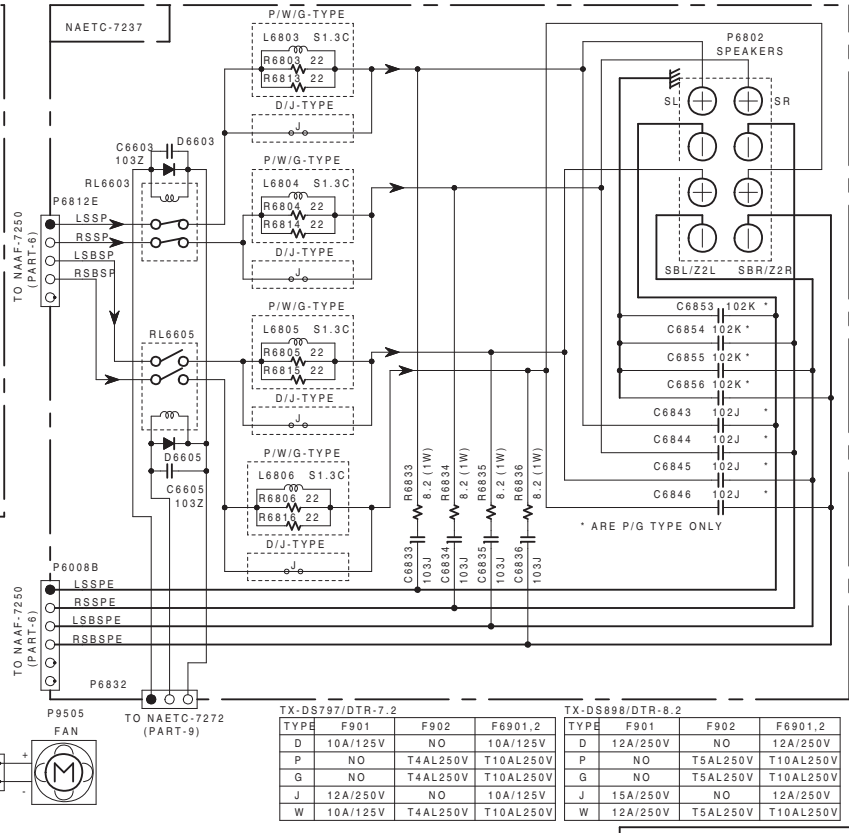 NAETC-7237
P/W/G-TYPE
L6803 S1.3C
R6803 22
R6813 22
D/J-TYPE
J
P6802
SPEAKERS
SL
SR
C6603
103Z
D6603
RL6603
P/W/G-TYPE
L6804 S1.3C
R6804 22
R6814 22
D/J-TYPE
J
P6812E
LSSP
RSSP
LSBSP
RSBSP
TO NAAF-7250
(PART-6)
SBL/Z2L
SBR/Z2R
RL6605
P/W/G-TYPE
L6805 S1.3C
R6805 22
R6815 22
D/J-TYPE
J
C6853 102K *
C6854 102K *
C6855 102K *
C6856 102K *
C6843 102J *
C6844 102J *
C6845 102J *
C6846 102J *
* ARE P/G TYPE ONLY
D6605
C6605
103Z
P/W/G-TYPE
L6806 S1.3C
R6806 22
R6816 22
D/J-TYPE
J
R6833
8.2 (1W)
R6834
8.2 (1W)
R6835
8.2 (1W)
R6836
8.2 (1W)
C6833
103J
C6834
103J
C6835
103J
C6836
103J
P6008B
LSSPE
RSSPE
LSBSPE
RSBSPE
TO NAAF-7250
(PART-6)
P6832
TO NAETC-7272
(PART-9)
P9505
FAN
+
-
M
TX-DS797/DTR-7.2
TYPE F901 F902 F6901,2
D 10A/125V NO 10A/125V
P NO T4AL250V T10AL250V
G NO T4AL250V T10AL250V
J 12A/250V NO 10A/125V
W 10A/125V T4AL250V T10AL250V
TX-DS898/DTR-8.2
TYPE F901 F902 F6901,2
D 12A/250V NO 12A/250V
P NO T5AL250V T10AL250V
G NO T5AL250V T10AL250V
J 15A/250V NO 12A/250V
W 12A/250V T5AL250V T10AL250V